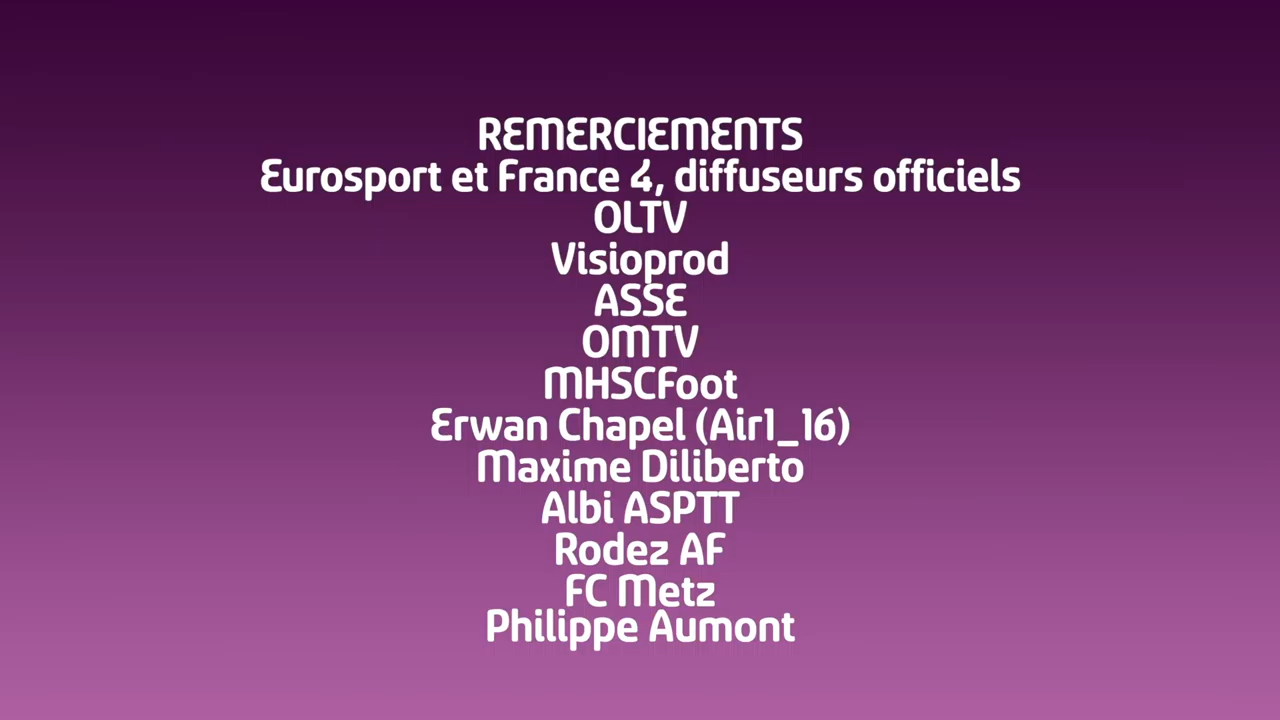 REMERCIEMENTS
Eurosport et France 4, diffuseurs officiels
OLTV
Visioprod
ASSE
OMTV
MHSCFoot
Erwan Chapel (Air1_16)
Maxime Diliberto
Albi ASPTT
Rodez AF
FC Metz
Philippe Aumont